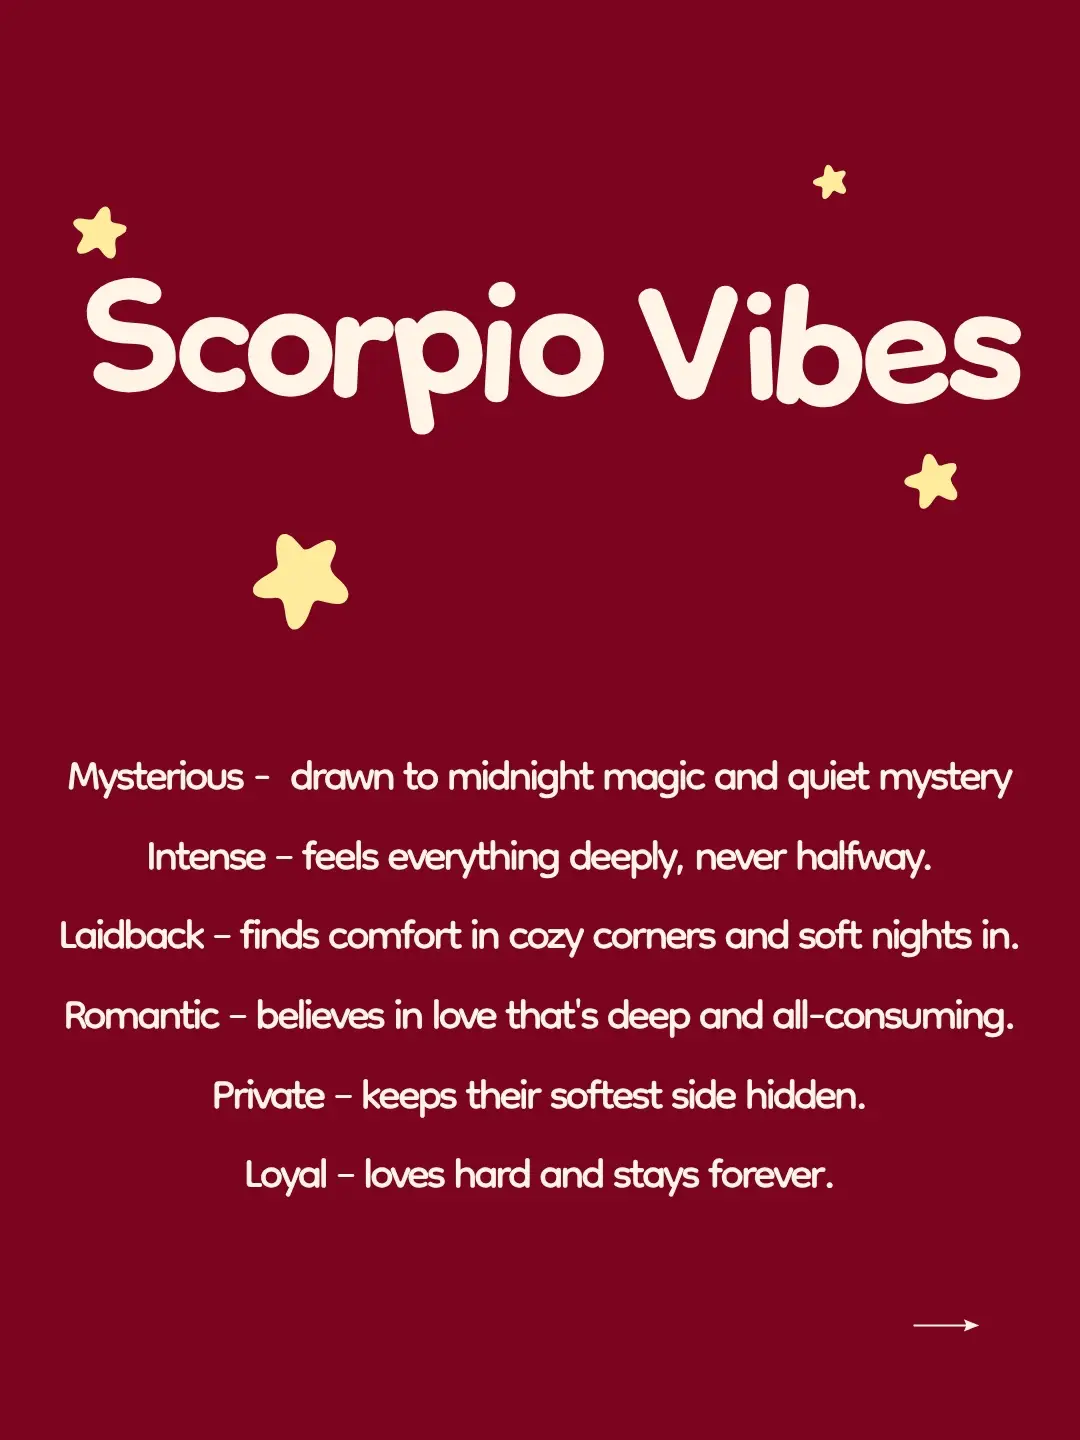 Scorpio Vibes
Mysterious -  drawn to midnight magic and quiet mystery
Intense – feels everything deeply, never halfway.
Laidback – finds comfort in cozy corners and soft nights in.
Romantic – believes in love that's deep and all-consuming.
Private – keeps their softest side hidden.
Loyal – loves hard and stays forever.